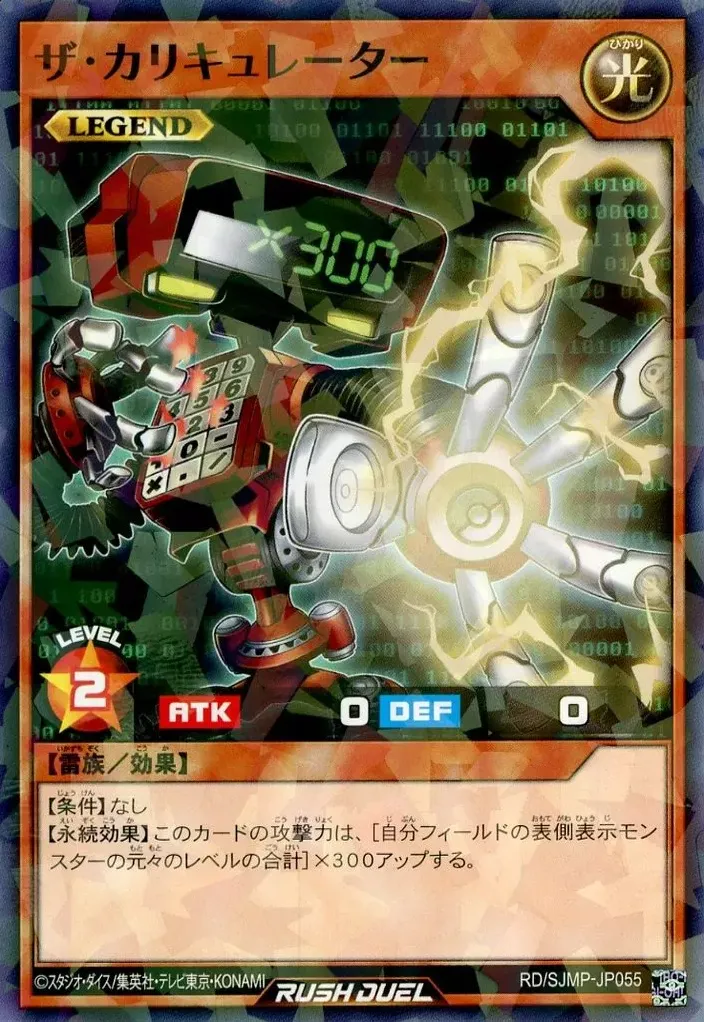 ザ・カリキュレーター
ひかり
光
LEGEND
×300
LEVEL
2
ATK 0 DEF 0
【雷族／効果】
【条件】なし
【永続効果】このカードの攻撃力は、［自分フィールドの表側表示モン
スターの元々のレベルの合計］×300アップする。
©スタジオ・ダイス/集英社・テレビ東京・KONAMI
RUSH DUEL
RD/SJMP-JP055